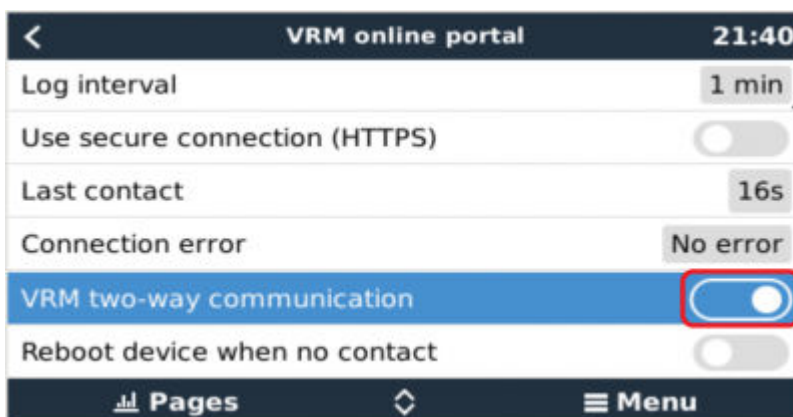 VRM online portal 21:40
Log interval 1 min
Use secure connection (HTTPS)
Last contact 16s
Connection error No error
VRM two-way communication
Reboot device when no contact
Pages Menu